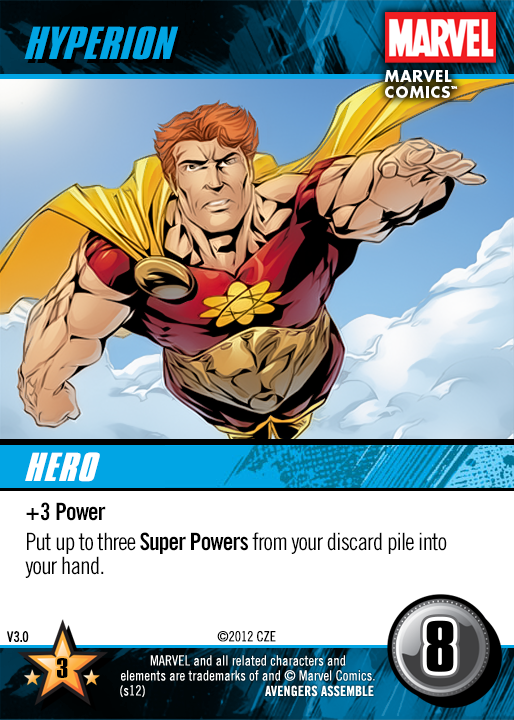 HYPERION
MARVEL
MARVEL
COMICS™
HERO
+3 Power
Put up to three Super Powers from your discard pile into
your hand.
V3.0
©2012 CZE
3
8
MARVEL and all related characters and
elements are trademarks of and © Marvel Comics.
(s12)
AVENGERS ASSEMBLE